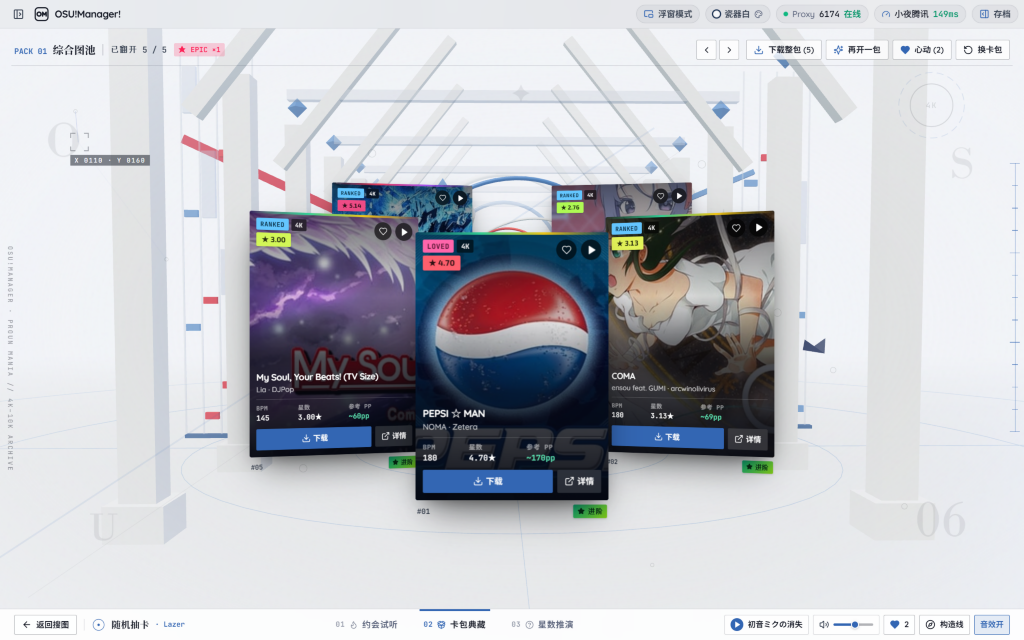 OM OSU!Manager!
浮窗模式
瓷器白
Proxy 6174 在线
小夜腾讯 149ms
存档
PACK 01 综合图池
已翻开 5 / 5
★ EPIC ×1
下载整包 (5)
再开一包
心动 (2)
换卡包
4K
O
S
X 0110 · Y 0160
RANKED 4K
★ 5.14
RANKED 4K
★ 2.76
RANKED 4K
★ 3.00
My Soul, Your Beats! (TV Size)
Lia · DJPop
BPM 星数 参考 PP
145 3.00★ ~60pp
下载
详情
#05
进阶
LOVED 4K
★ 4.70
PEPSI ☆ MAN
NOMA · Zetera
BPM 星数 参考 PP
180 4.70★ ~170pp
下载
详情
#01
★ 进阶
RANKED 4K
★ 3.13
COMA
ensou feat. GUMI · arcwinolivirus
BPM 星数 参考 PP
180 3.13★ ~69pp
下载
详情
#02
★ 进阶
OSU!MANAGER · PROUN MANIA // 4K-10K ARCHIVE
U
06
返回搜图
随机抽卡 · Lazer
01 约会试听
02 卡包典藏
03 星数推演
初音ミクの消失
2
构造线
音效开